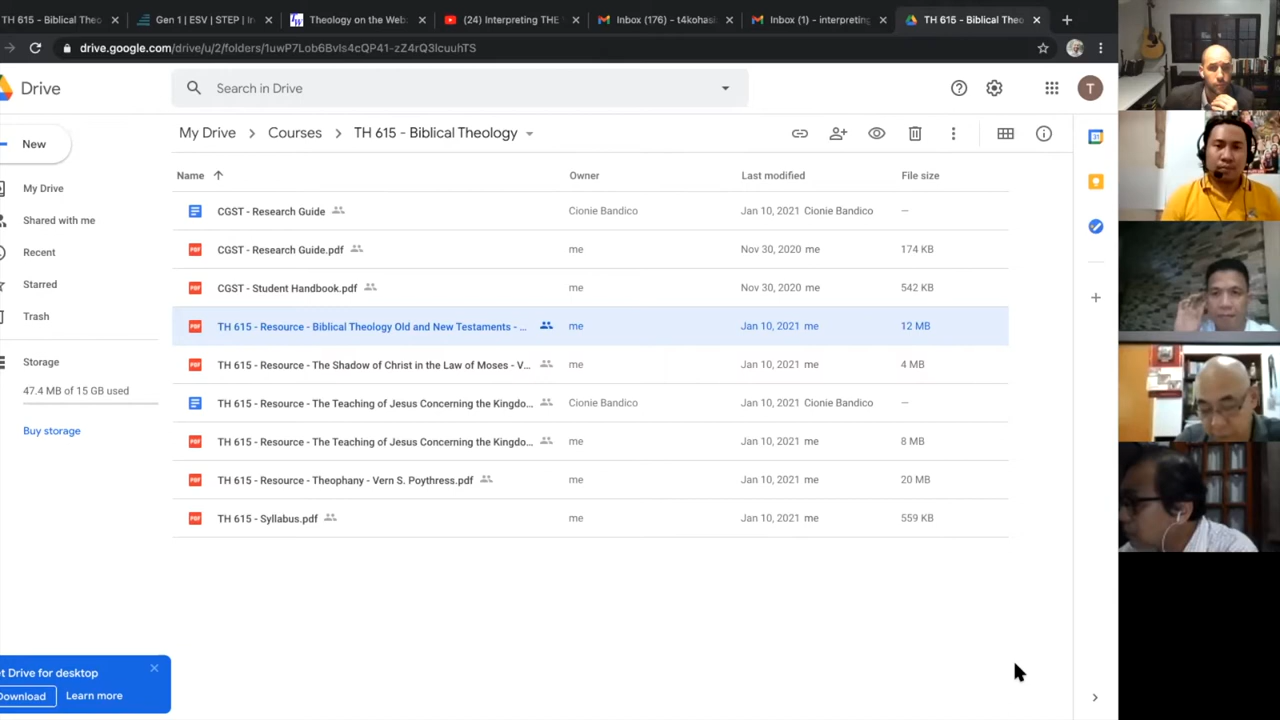 TH 615 - Biblical Theo
Gen 1 | ESV | STEP | In
Theology on the Web:
(24) Interpreting THE
Inbox (176) - t4kohas
Inbox (1) - interpreting
TH 615 - Biblical Theo
drive.google.com/drive/u/2/folders/1uwP7Lob6Bvls4cQP41-zZ4rQ3lcuuhTS
Drive
Search in Drive
T
New
My Drive
Shared with me
Recent
Starred
Trash
Storage
47.4 MB of 15 GB used
Buy storage
My Drive > Courses > TH 615 - Biblical Theology
Name Owner Last modified File size
CGST - Research Guide Cionie Bandico Jan 10, 2021 Cionie Bandico —
CGST - Research Guide.pdf me Nov 30, 2020 me 174 KB
CGST - Student Handbook.pdf me Nov 30, 2020 me 542 KB
TH 615 - Resource - Biblical Theology Old and New Testaments - ... me Jan 10, 2021 me 12 MB
TH 615 - Resource - The Shadow of Christ in the Law of Moses - V... me Jan 10, 2021 me 4 MB
TH 615 - Resource - The Teaching of Jesus Concerning the Kingdo... Cionie Bandico Jan 10, 2021 Cionie Bandico —
TH 615 - Resource - The Teaching of Jesus Concerning the Kingdo... me Jan 10, 2021 me 8 MB
TH 615 - Resource - Theophany - Vern S. Poythress.pdf me Jan 10, 2021 me 20 MB
TH 615 - Syllabus.pdf me Jan 10, 2021 me 559 KB
et Drive for desktop
Download Learn more
31